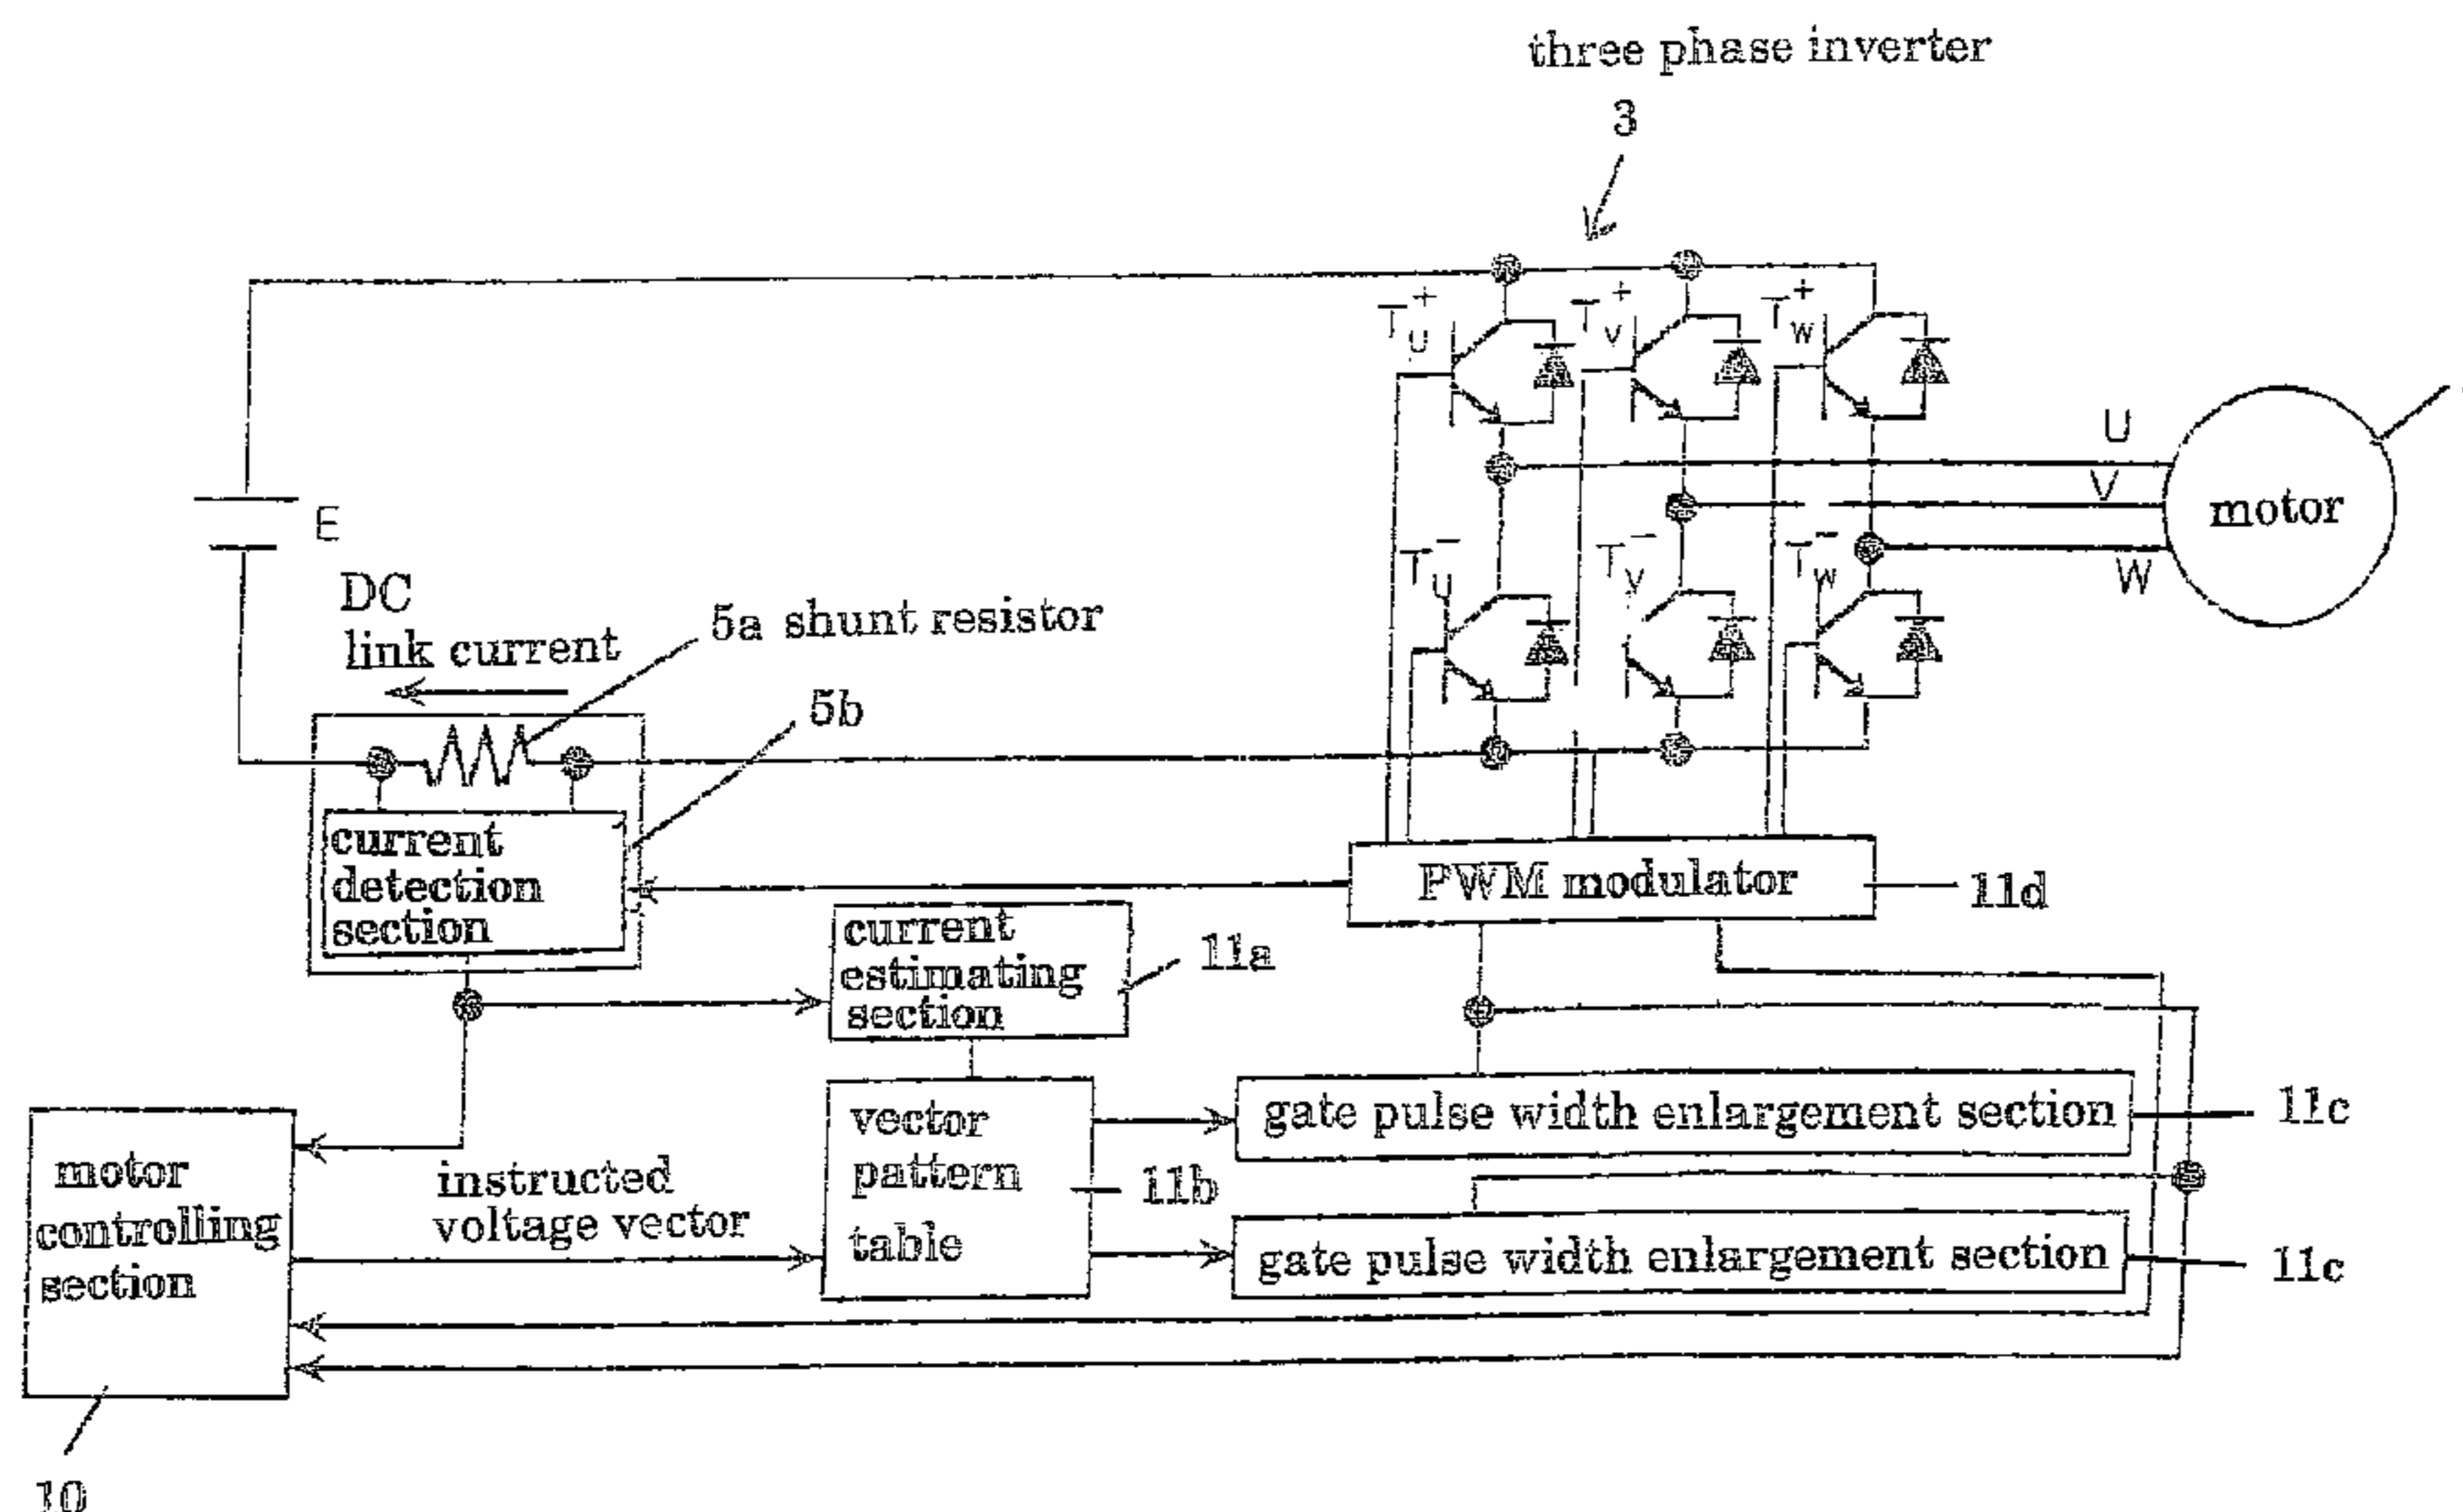 three phase inverter
3
T U +
T V +
T W +
U
V
motor
W
E
T U -
T V -
T W -
DC
link current
5a shunt resistor
5b
current
detection
section
PWM modulator
11d
current
estimating
section
11a
motor
controlling
section
instructed
voltage vector
vector
pattern
table
11b
gate pulse width enlargement section
11c
gate pulse width enlargement section
11c
10